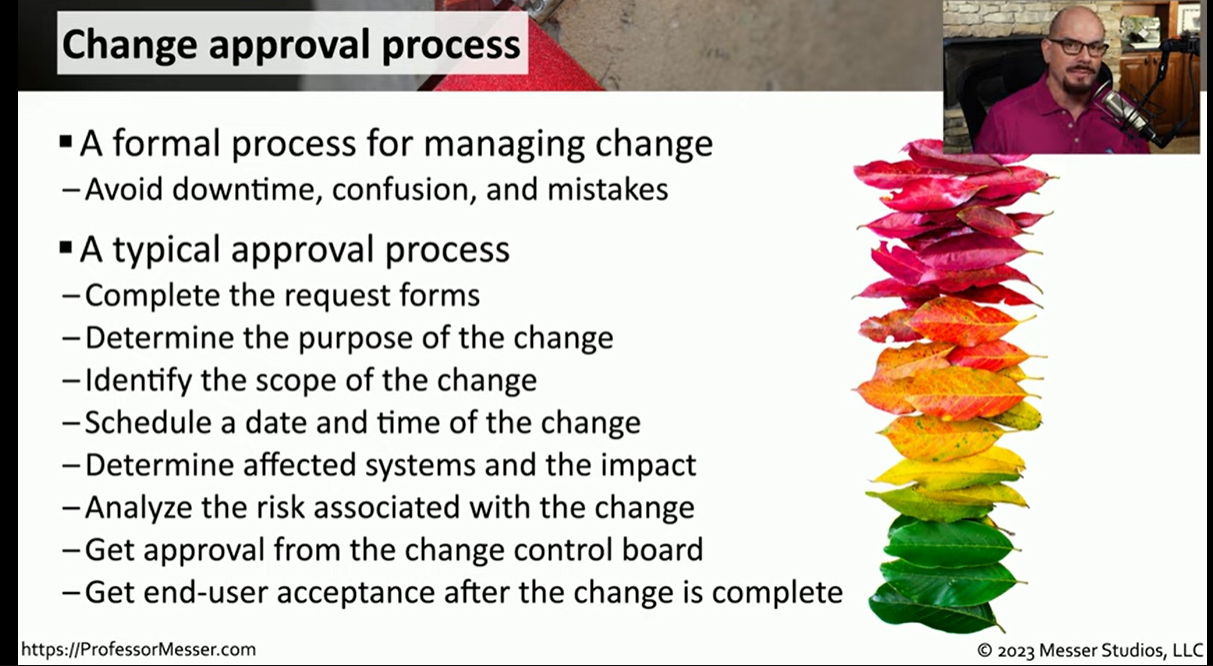 Change approval process
▪ A formal process for managing change
– Avoid downtime, confusion, and mistakes
▪ A typical approval process
– Complete the request forms
– Determine the purpose of the change
– Identify the scope of the change
– Schedule a date and time of the change
– Determine affected systems and the impact
– Analyze the risk associated with the change
– Get approval from the change control board
– Get end-user acceptance after the change is complete
https://ProfessorMesser.com
© 2023 Messer Studios, LLC